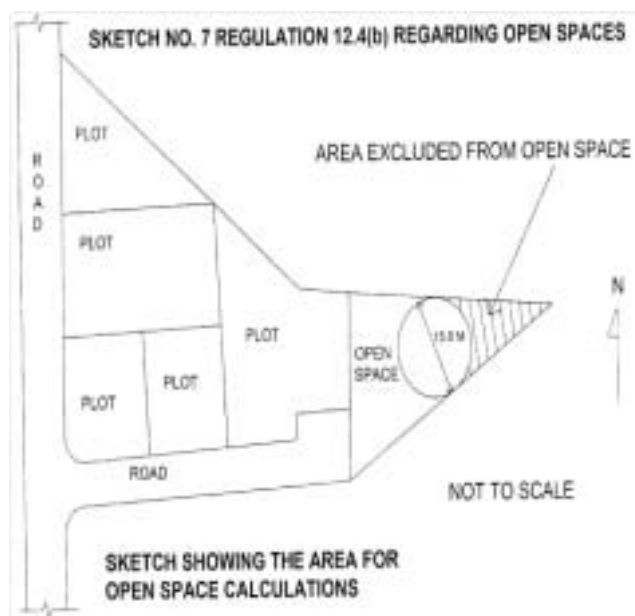 SKETCH NO. 7 REGULATION 12.4(b) REGARDING OPEN SPACES
PLOT
AREA EXCLUDED FROM OPEN SPACE
ROAD
PLOT
N
PLOT
OPEN
SPACE
15.0 M
PLOT
PLOT
ROAD
NOT TO SCALE
SKETCH SHOWING THE AREA FOR
OPEN SPACE CALCULATIONS